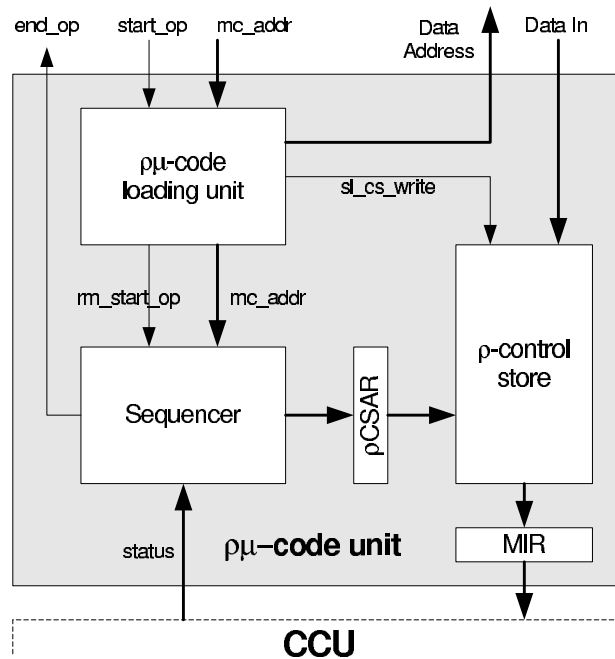 end_op
start_op
mc_addr
Data
Address
Data In
ρμ-code
loading unit
sl_cs_write
rm_start_op
mc_addr
ρ-control
store
Sequencer
ρCSAR
status
ρμ–code unit
MIR
CCU